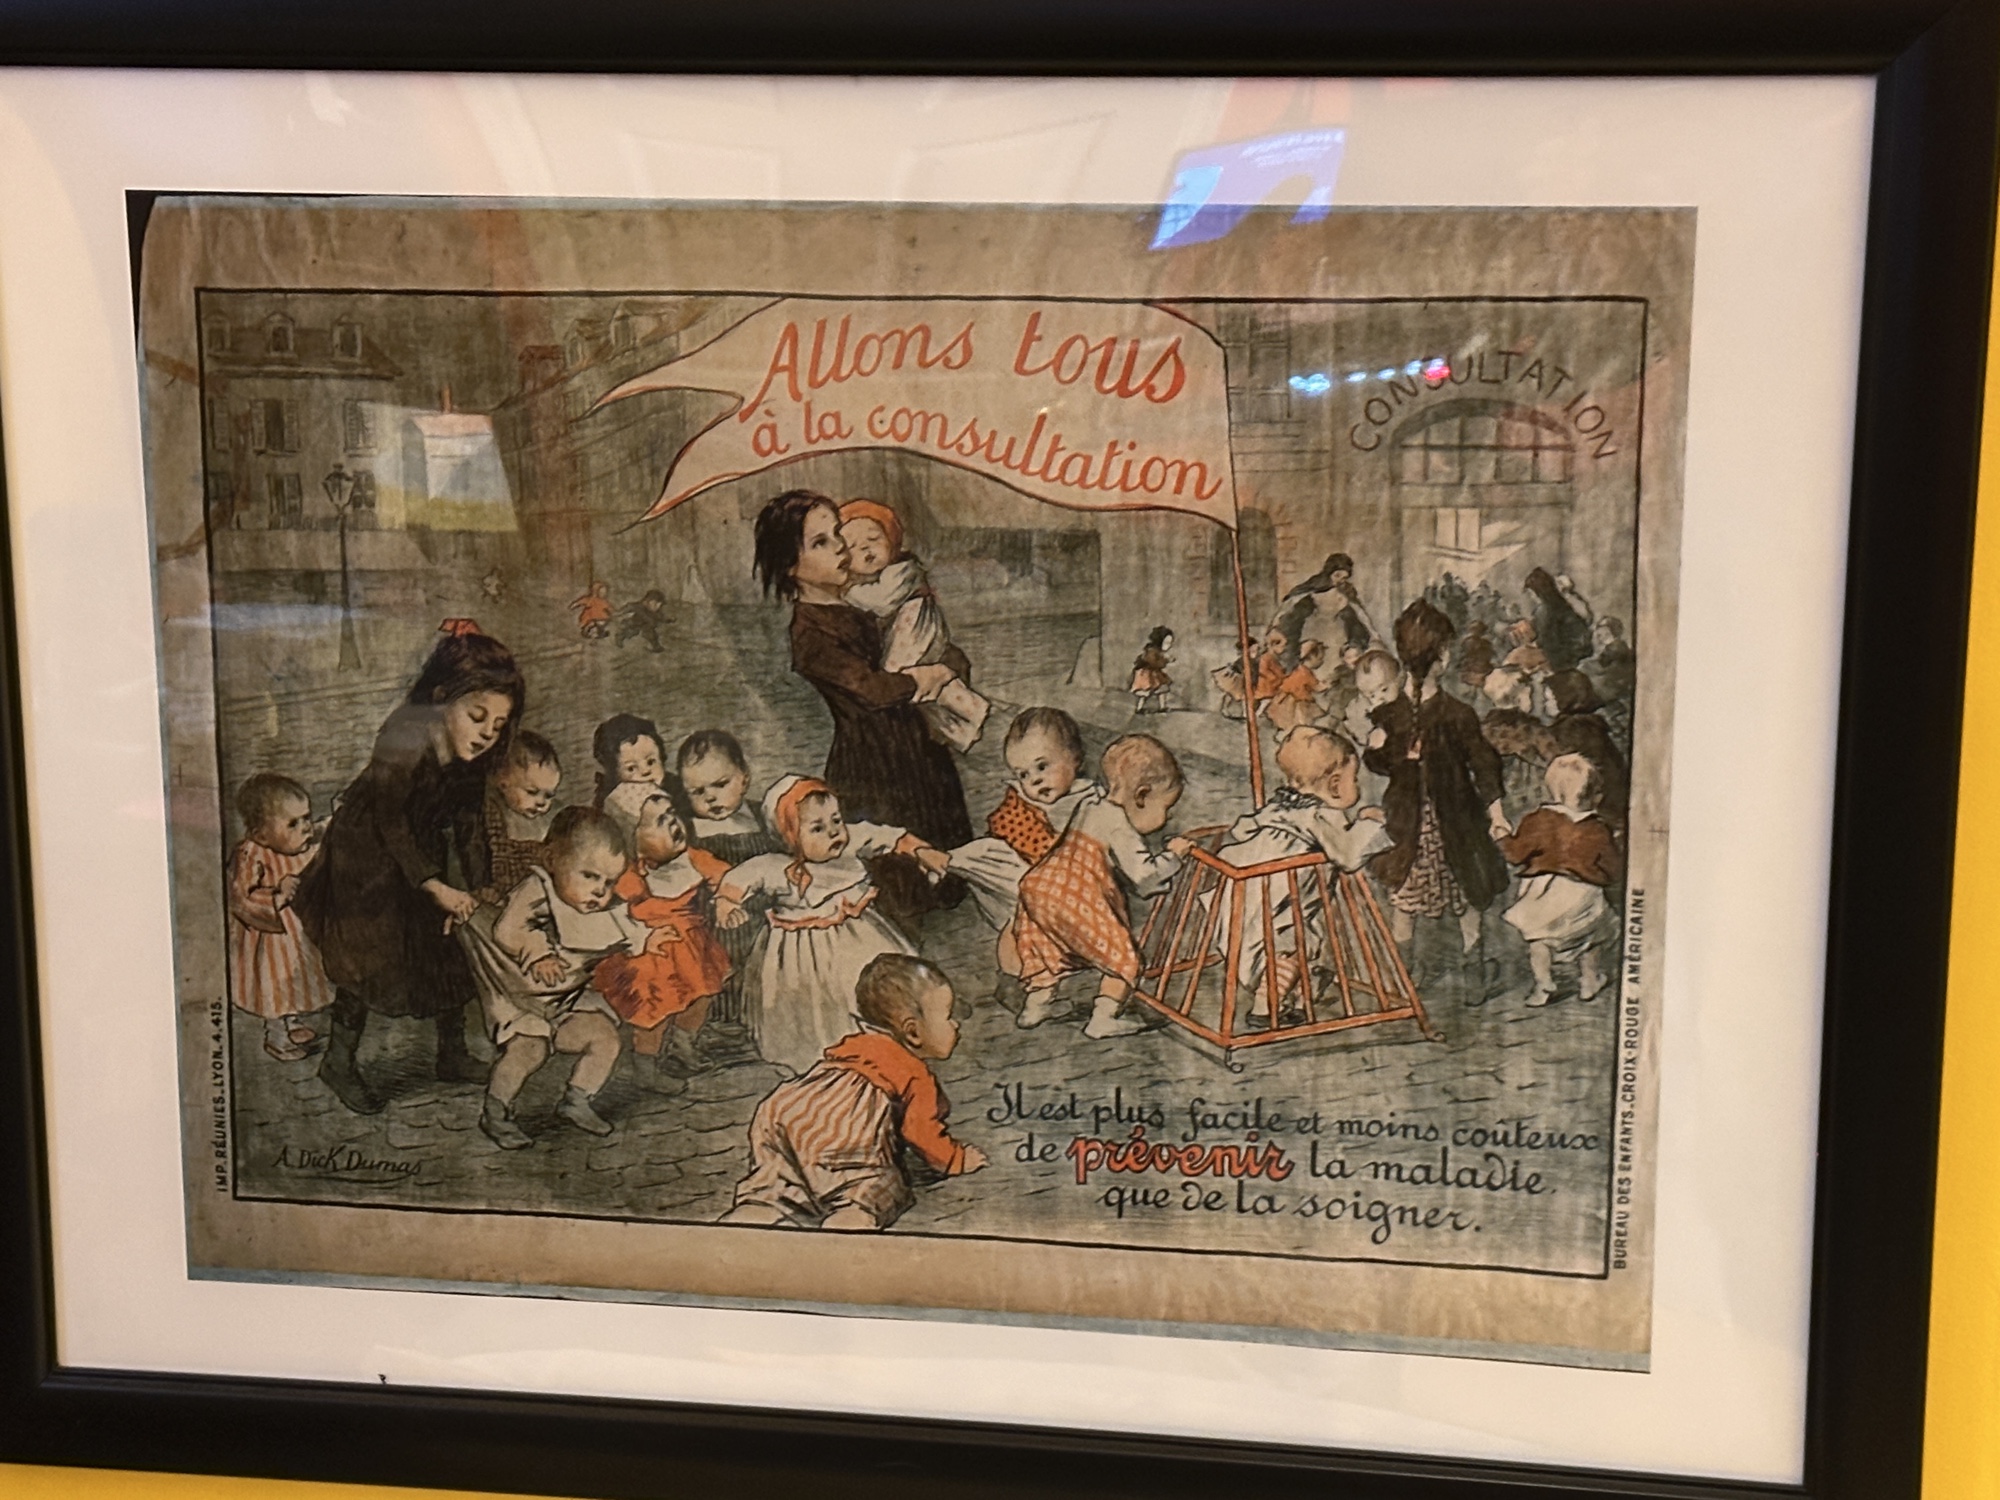 Allons tous
à la consultation
CONSULTATION
Il est plus facile et moins coûteux
de prévenir la maladie.
que de la soigner.
A. Dick Dumas
IMP. RÉUNIES. LYON. 4.415.
BUREAU DES ENFANTS. CROIX-ROUGE AMÉRICAINE